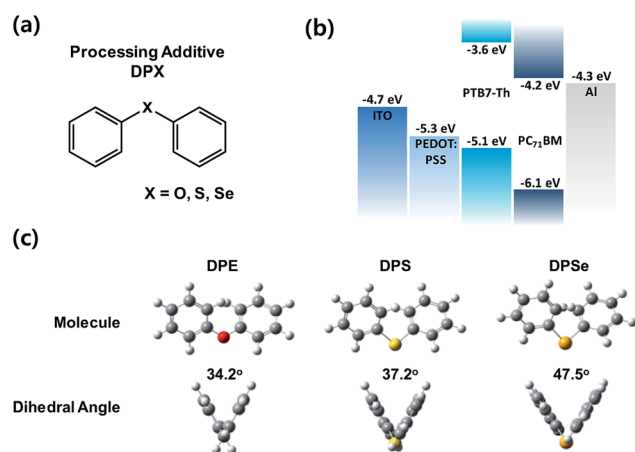 (a)
Processing Additive
DPX
X
X = O, S, Se
(b)
-3.6 eV
-4.2 eV
-4.3 eV
Al
PTB7-Th
-4.7 eV
ITO
-5.3 eV
PEDOT:
PSS
-5.1 eV
PC₇₁BM
-6.1 eV
(c)
DPE DPS DPSe
Molecule
34.2° 37.2° 47.5°
Dihedral Angle